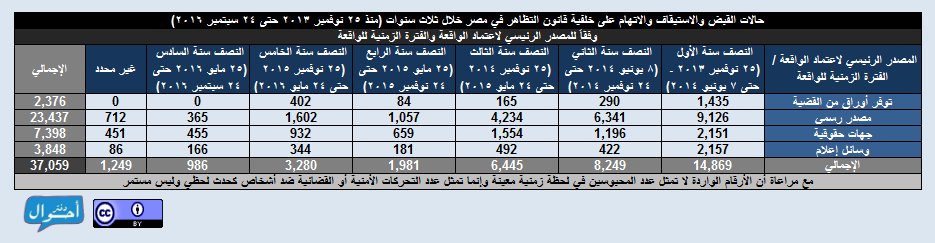 حالات القبض والاستيقاف والاتهام على خلفية قانون التظاهر في مصر خلال ثلاث سنوات (منذ ٢٥ نوفمبر ٢٠١٣ حتى ٢٤ سبتمبر ٢٠١٦)
وفقاً للمصدر الرئيسي لاعتماد الواقعة والفترة الزمنية للواقعة
المصدر الرئيسي لاعتماد الواقعة / الفترة الزمنية للواقعة
النصف سنة الأول (٢٥ نوفمبر ٢٠١٣ - حتى ٧ يونيو ٢٠١٤)
النصف سنة الثاني (٨ يونيو ٢٠١٤ حتى ٢٤ نوفمبر ٢٠١٤)
النصف سنة الثالث (٢٥ نوفمبر ٢٠١٤ حتى ٢٤ مايو ٢٠١٥)
النصف سنة الرابع (٢٥ مايو ٢٠١٥ حتى ٢٤ نوفمبر ٢٠١٥)
النصف سنة الخامس (٢٥ نوفمبر ٢٠١٥ حتى ٢٤ مايو ٢٠١٦)
النصف سنة السادس (٢٥ مايو ٢٠١٦ حتى ٢٤ سبتمبر ٢٠١٦)
غير محدد
الإجمالي
توفر أوراق من القضية 1,435 290 165 84 402 0 0 2,376
مصدر رسمي 9,126 6,341 4,234 1,057 1,602 365 712 23,437
جهات حقوقية 2,151 1,196 1,554 659 932 455 451 7,398
وسائل إعلام 2,157 422 492 181 344 166 86 3,848
الإجمالي 14,869 8,249 6,445 1,981 3,280 986 1,249 37,059
مع مراعاة أن الأرقام الواردة لا تمثل عدد المحبوسين في لحظة زمنية معينة وإنما تمثل عدد التحركات الأمنية أو القضائية ضد أشخاص كحدث لحظي وليس مستمر
دفتر أحوال
cc
BY